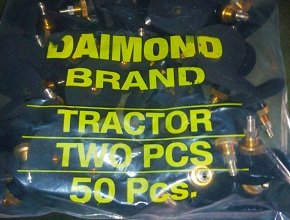 DAIMOND
BRAND
TRACTOR
TWO PCS
50 Pcs.